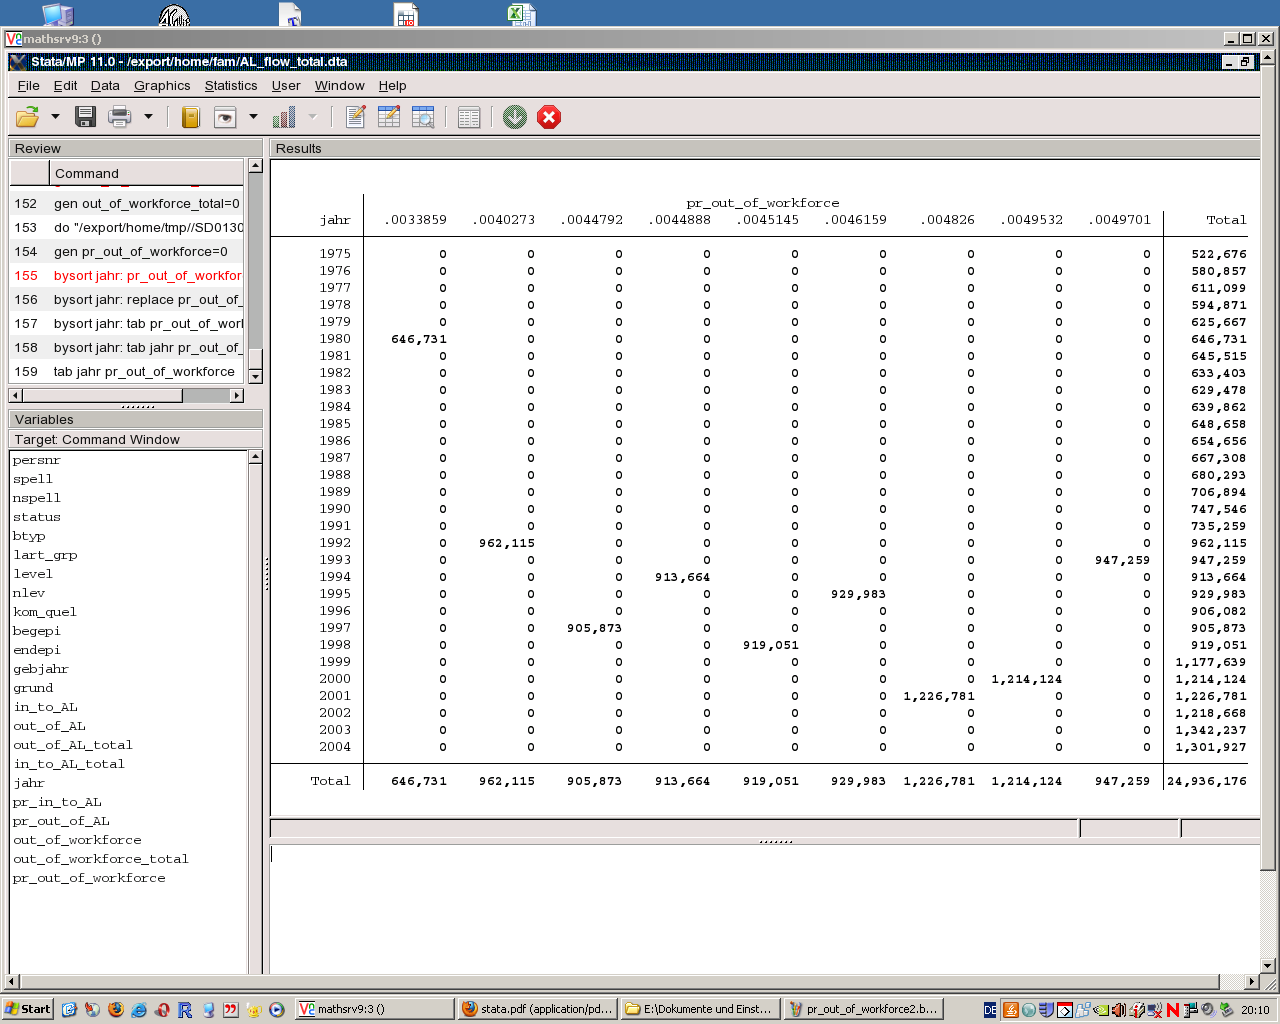 mathsrv9:3 ()
Stata/MP 11.0 - /export/home/fam/AL_flow_total.dta
File Edit Data Graphics Statistics User Window Help
Review
Command
152 gen out_of_workforce_total=0
153 do "/export/home/tmp//SD0130
154 gen pr_out_of_workforce=0
155 bysort jahr: pr_out_of_workfor
156 bysort jahr: replace pr_out_of_
157 bysort jahr: tab pr_out_of_worl
158 bysort jahr: tab jahr pr_out_of_
159 tab jahr pr_out_of_workforce
Variables
Target: Command Window
persnr
spell
nspell
status
btyp
lart_grp
level
nlev
kom_quel
begepi
endepi
gebjahr
grund
in_to_AL
out_of_AL
out_of_AL_total
in_to_AL_total
jahr
pr_in_to_AL
pr_out_of_AL
out_of_workforce
out_of_workforce_total
pr_out_of_workforce
Results
pr_out_of_workforce
jahr .0033859 .0040273 .0044792 .0044888 .0045145 .0046159 .004826 .0049532 .0049701 Total
1975 0 0 0 0 0 0 0 0 0 522,676
1976 0 0 0 0 0 0 0 0 0 580,857
1977 0 0 0 0 0 0 0 0 0 611,099
1978 0 0 0 0 0 0 0 0 0 594,871
1979 0 0 0 0 0 0 0 0 0 625,667
1980 646,731 0 0 0 0 0 0 0 0 646,731
1981 0 0 0 0 0 0 0 0 0 645,515
1982 0 0 0 0 0 0 0 0 0 633,403
1983 0 0 0 0 0 0 0 0 0 629,478
1984 0 0 0 0 0 0 0 0 0 639,862
1985 0 0 0 0 0 0 0 0 0 648,658
1986 0 0 0 0 0 0 0 0 0 654,656
1987 0 0 0 0 0 0 0 0 0 667,308
1988 0 0 0 0 0 0 0 0 0 680,293
1989 0 0 0 0 0 0 0 0 0 706,894
1990 0 0 0 0 0 0 0 0 0 747,546
1991 0 0 0 0 0 0 0 0 0 735,259
1992 0 962,115 0 0 0 0 0 0 0 962,115
1993 0 0 0 0 0 0 0 0 947,259 947,259
1994 0 0 0 913,664 0 0 0 0 0 913,664
1995 0 0 0 0 0 929,983 0 0 0 929,983
1996 0 0 0 0 0 0 0 0 0 906,082
1997 0 0 905,873 0 0 0 0 0 0 905,873
1998 0 0 0 0 919,051 0 0 0 0 919,051
1999 0 0 0 0 0 0 0 0 0 1,177,639
2000 0 0 0 0 0 0 0 1,214,124 0 1,214,124
2001 0 0 0 0 0 0 1,226,781 0 0 1,226,781
2002 0 0 0 0 0 0 0 0 0 1,218,668
2003 0 0 0 0 0 0 0 0 0 1,342,237
2004 0 0 0 0 0 0 0 0 0 1,301,927
Total 646,731 962,115 905,873 913,664 919,051 929,983 1,226,781 1,214,124 947,259 24,936,176
Start mathsrv9:3 () stata.pdf (application/pd... E:\Dokumente und Einst... pr_out_of_workforce2.b... DE 20:10